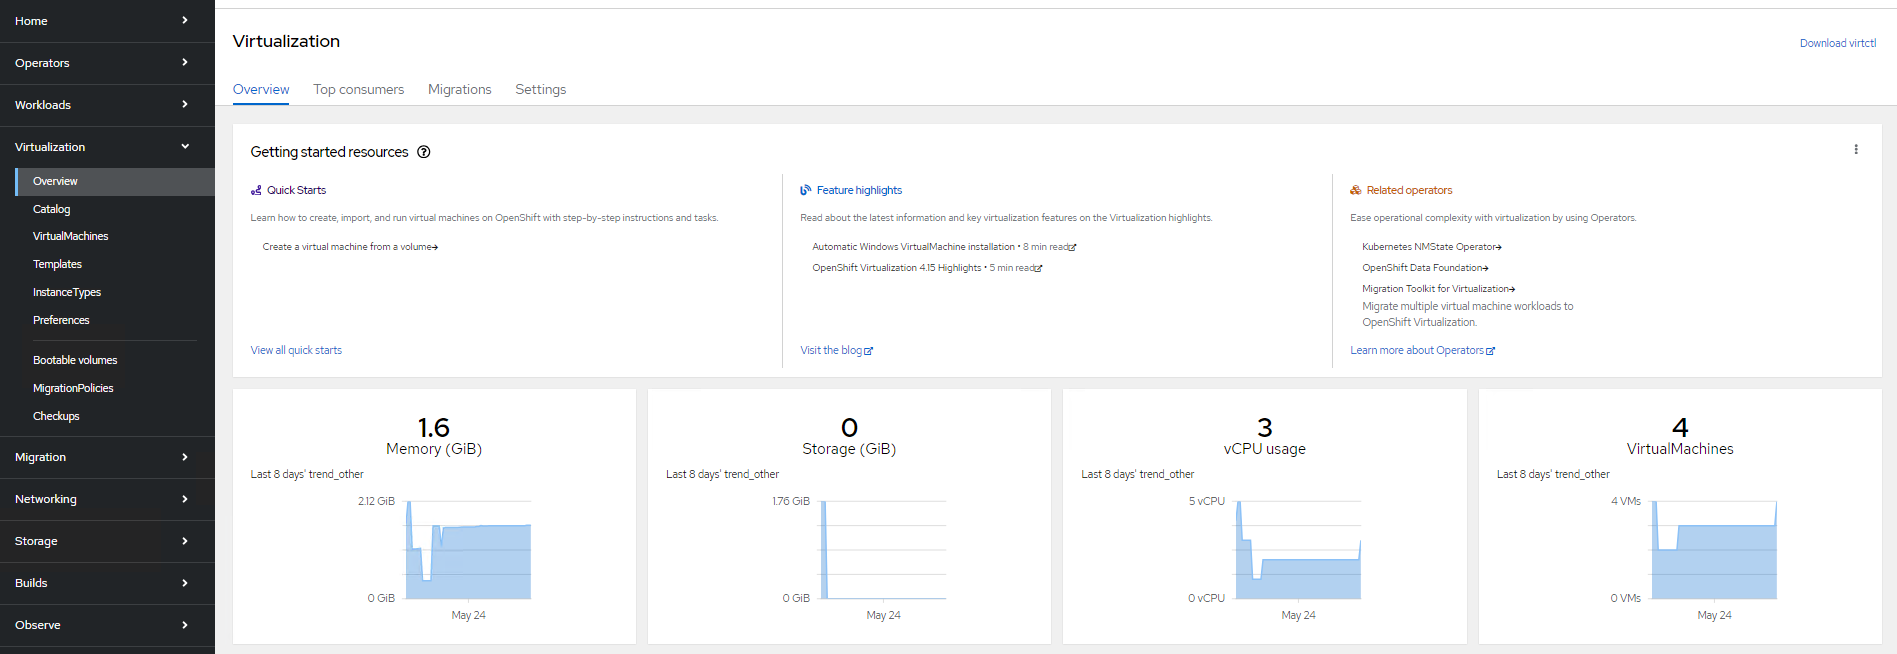 Home
Operators
Workloads
Virtualization
Overview
Catalog
VirtualMachines
Templates
InstanceTypes
Preferences
Bootable volumes
MigrationPolicies
Checkups
Migration
Networking
Storage
Builds
Observe
Virtualization
Download virtctl
Overview Top consumers Migrations Settings
Getting started resources
Quick Starts
Learn how to create, import, and run virtual machines on OpenShift with step-by-step instructions and tasks.
Create a virtual machine from a volume
View all quick starts
Feature highlights
Read about the latest information and key virtualization features on the Virtualization highlights.
Automatic Windows VirtualMachine installation • 8 min read
OpenShift Virtualization 4.15 Highlights • 5 min read
Visit the blog
Related operators
Ease operational complexity with virtualization by using Operators.
Kubernetes NMState Operator
OpenShift Data Foundation
Migration Toolkit for Virtualization
Migrate multiple virtual machine workloads to
OpenShift Virtualization.
Learn more about Operators
1.6
Memory (GiB)
Last 8 days' trend_other
2.12 GiB
0 GiB
May 24
0
Storage (GiB)
Last 8 days' trend_other
1.76 GiB
0 GiB
May 24
3
vCPU usage
Last 8 days' trend_other
5 vCPU
0 vCPU
May 24
4
VirtualMachines
Last 8 days' trend_other
4 VMs
0 VMs
May 24